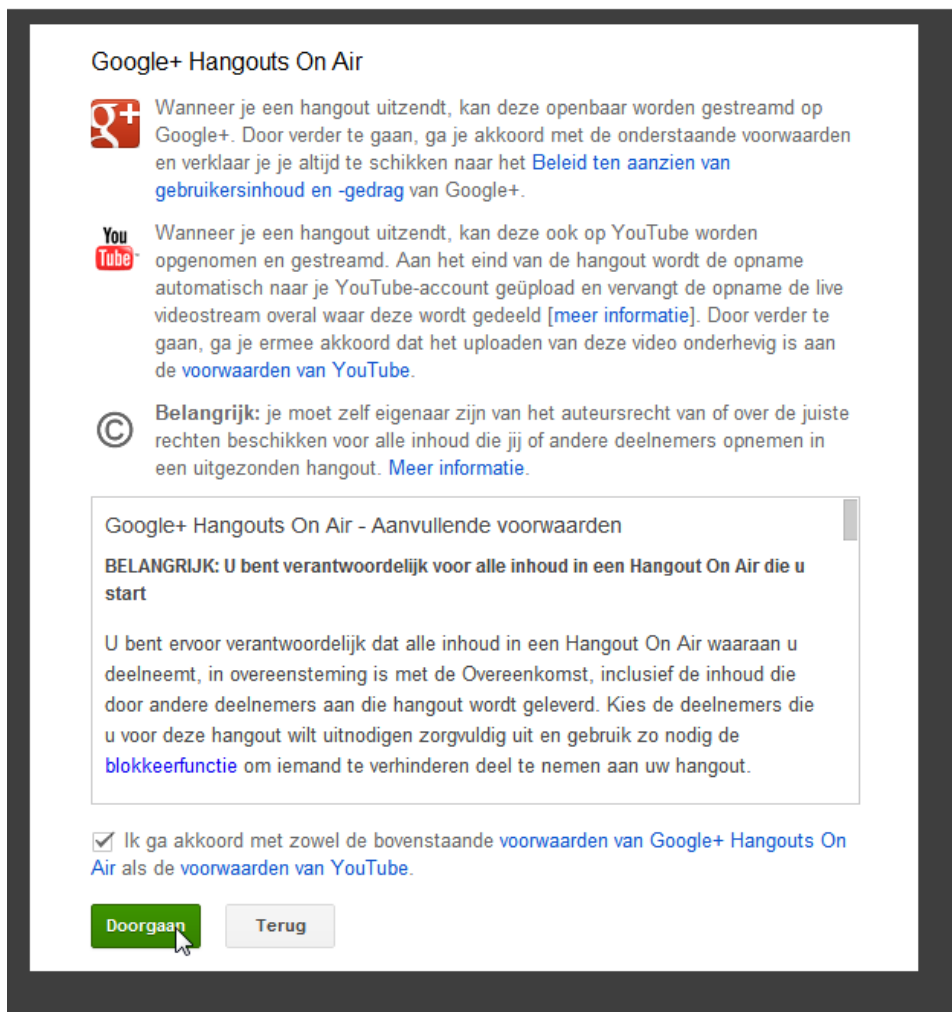 Google+ Hangouts On Air
g+
Wanneer je een hangout uitzendt, kan deze openbaar worden gestreamd op
Google+. Door verder te gaan, ga je akkoord met de onderstaande voorwaarden
en verklaar je je altijd te schikken naar het Beleid ten aanzien van
gebruikersinhoud en -gedrag van Google+.
You
Tube
Wanneer je een hangout uitzendt, kan deze ook op YouTube worden
opgenomen en gestreamd. Aan het eind van de hangout wordt de opname
automatisch naar je YouTube-account geüpload en vervangt de opname de live
videostream overal waar deze wordt gedeeld [meer informatie]. Door verder te
gaan, ga je ermee akkoord dat het uploaden van deze video onderhevig is aan
de voorwaarden van YouTube.
©
Belangrijk: je moet zelf eigenaar zijn van het auteursrecht van of over de juiste
rechten beschikken voor alle inhoud die jij of andere deelnemers opnemen in
een uitgezonden hangout. Meer informatie.
Google+ Hangouts On Air - Aanvullende voorwaarden
BELANGRIJK: U bent verantwoordelijk voor alle inhoud in een Hangout On Air die u
start
U bent ervoor verantwoordelijk dat alle inhoud in een Hangout On Air waaraan u
deelneemt, in overeensteming is met de Overeenkomst, inclusief de inhoud die
door andere deelnemers aan die hangout wordt geleverd. Kies de deelnemers die
u voor deze hangout wilt uitnodigen zorgvuldig uit en gebruik zo nodig de
blokkeerfunctie om iemand te verhinderen deel te nemen aan uw hangout.
Ik ga akkoord met zowel de bovenstaande voorwaarden van Google+ Hangouts On
Air als de voorwaarden van YouTube.
Doorgaan
Terug